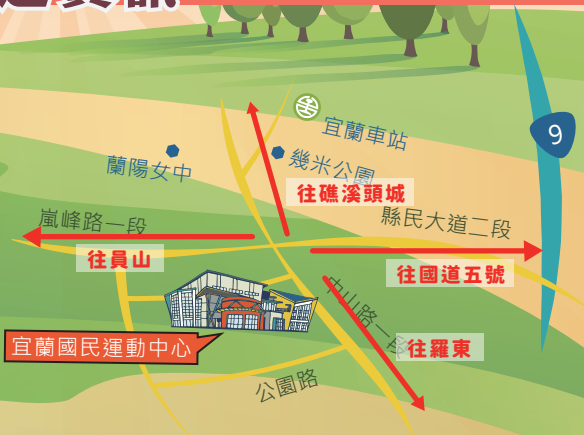 資訊
9
宜蘭車站
蘭陽女中
幾米公園
往礁溪頭城
嵐峰路一段
縣民大道二段
往員山
往國道五號
中山路一段
宜蘭國民運動中心
往羅東
公園路